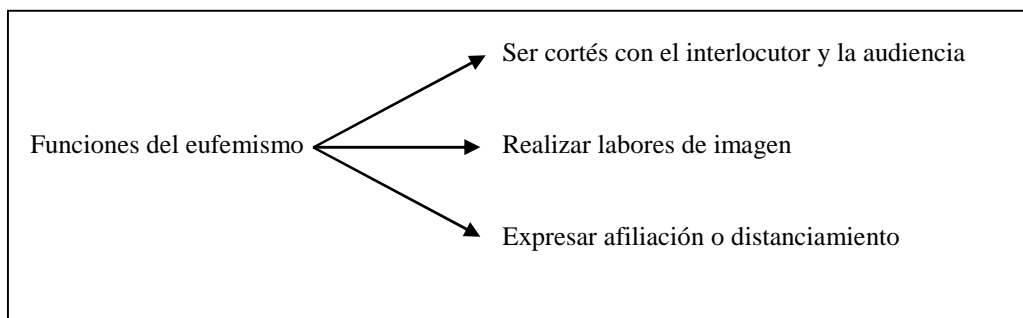 Ser cortés con el interlocutor y la audiencia
Funciones del eufemismo
Realizar labores de imagen
Expresar afiliación o distanciamiento